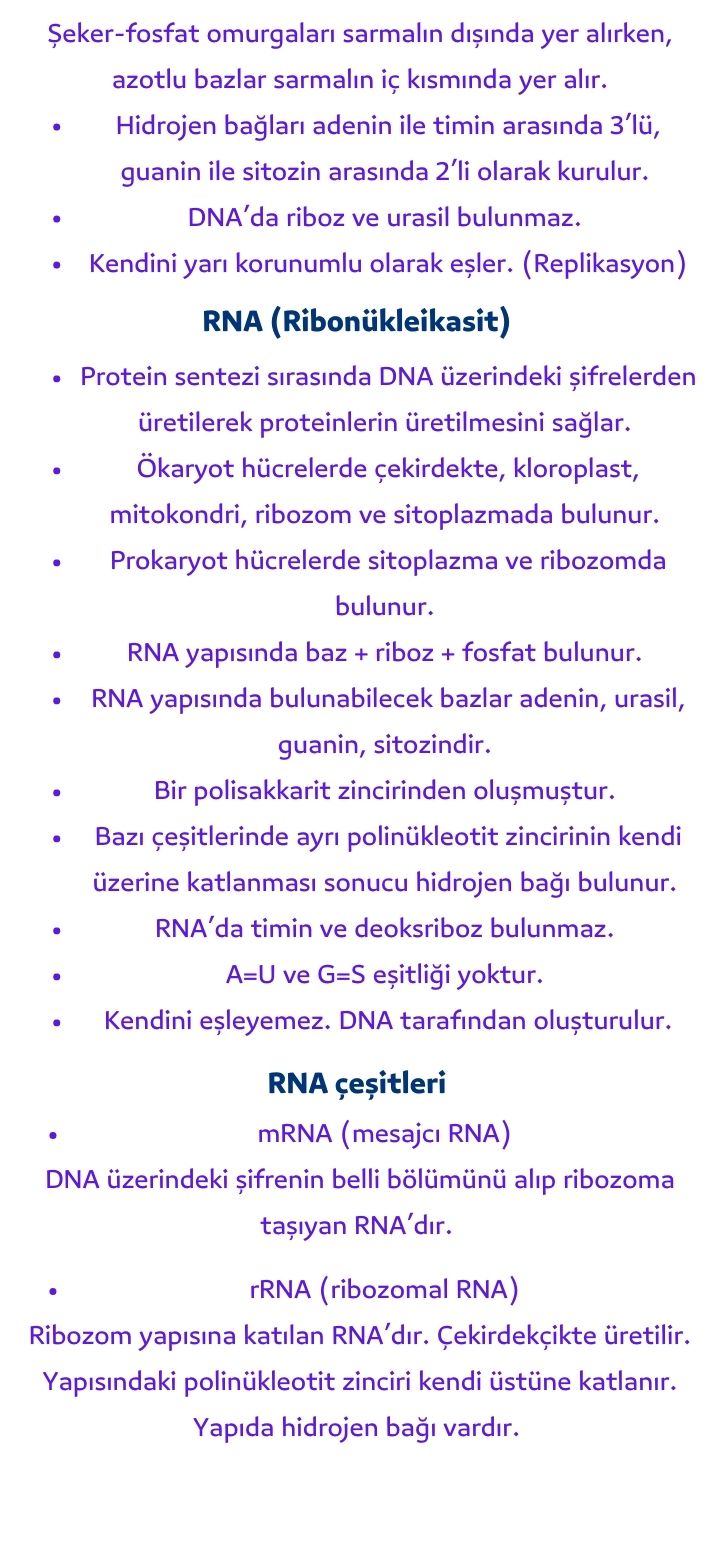 Şeker-fosfat omurgaları sarmalın dışında yer alırken,
azotlu bazlar sarmalın iç kısmında yer alır.
• Hidrojen bağları adenin ile timin arasında 3’lü,
guanin ile sitozin arasında 2’li olarak kurulur.
• DNA’da riboz ve urasil bulunmaz.
• Kendini yarı korunumlu olarak eşler. (Replikasyon)
RNA (Ribonükleikasit)
• Protein sentezi sırasında DNA üzerindeki şifrelerden
üretilerek proteinlerin üretilmesini sağlar.
• Ökaryot hücrelerde çekirdekte, kloroplast,
mitokondri, ribozom ve sitoplazmada bulunur.
• Prokaryot hücrelerde sitoplazma ve ribozomda
bulunur.
• RNA yapısında baz + riboz + fosfat bulunur.
• RNA yapısında bulunabilecek bazlar adenin, urasil,
guanin, sitozindir.
• Bir polisakkarit zincirinden oluşmuştur.
• Bazı çeşitlerinde ayrı polinükleotit zincirinin kendi
üzerine katlanması sonucu hidrojen bağı bulunur.
• RNA’da timin ve deoksriboz bulunmaz.
• A=U ve G=S eşitliği yoktur.
• Kendini eşleyemez. DNA tarafından oluşturulur.
RNA çeşitleri
• mRNA (mesajcı RNA)
DNA üzerindeki şifrenin belli bölümünü alıp ribozoma
taşıyan RNA’dır.
• rRNA (ribozomal RNA)
Ribozom yapısına katılan RNA’dır. Çekirdekçikte üretilir.
Yapısındaki polinükleotit zinciri kendi üstüne katlanır.
Yapıda hidrojen bağı vardır.